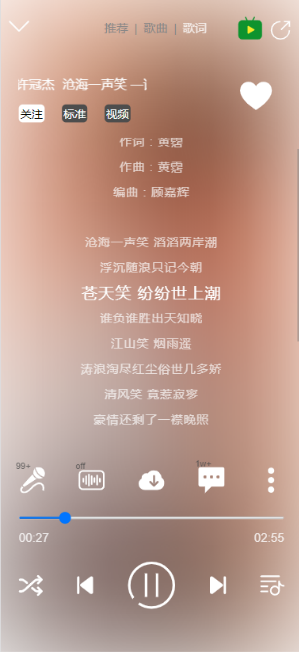 推荐 | 歌曲 | 歌词
许冠杰 沧海一声笑 —
关注 标准 视频
作词：黄霑
作曲：黄霑
编曲：顾嘉辉
沧海一声笑 滔滔两岸潮
浮沉随浪只记今朝
苍天笑 纷纷世上潮
谁负谁胜出天知晓
江山笑 烟雨遥
涛浪淘尽红尘俗世几多娇
清风笑 竟惹寂寥
豪情还剩了一襟晚照
99+ off 1w+
00:27 02:55